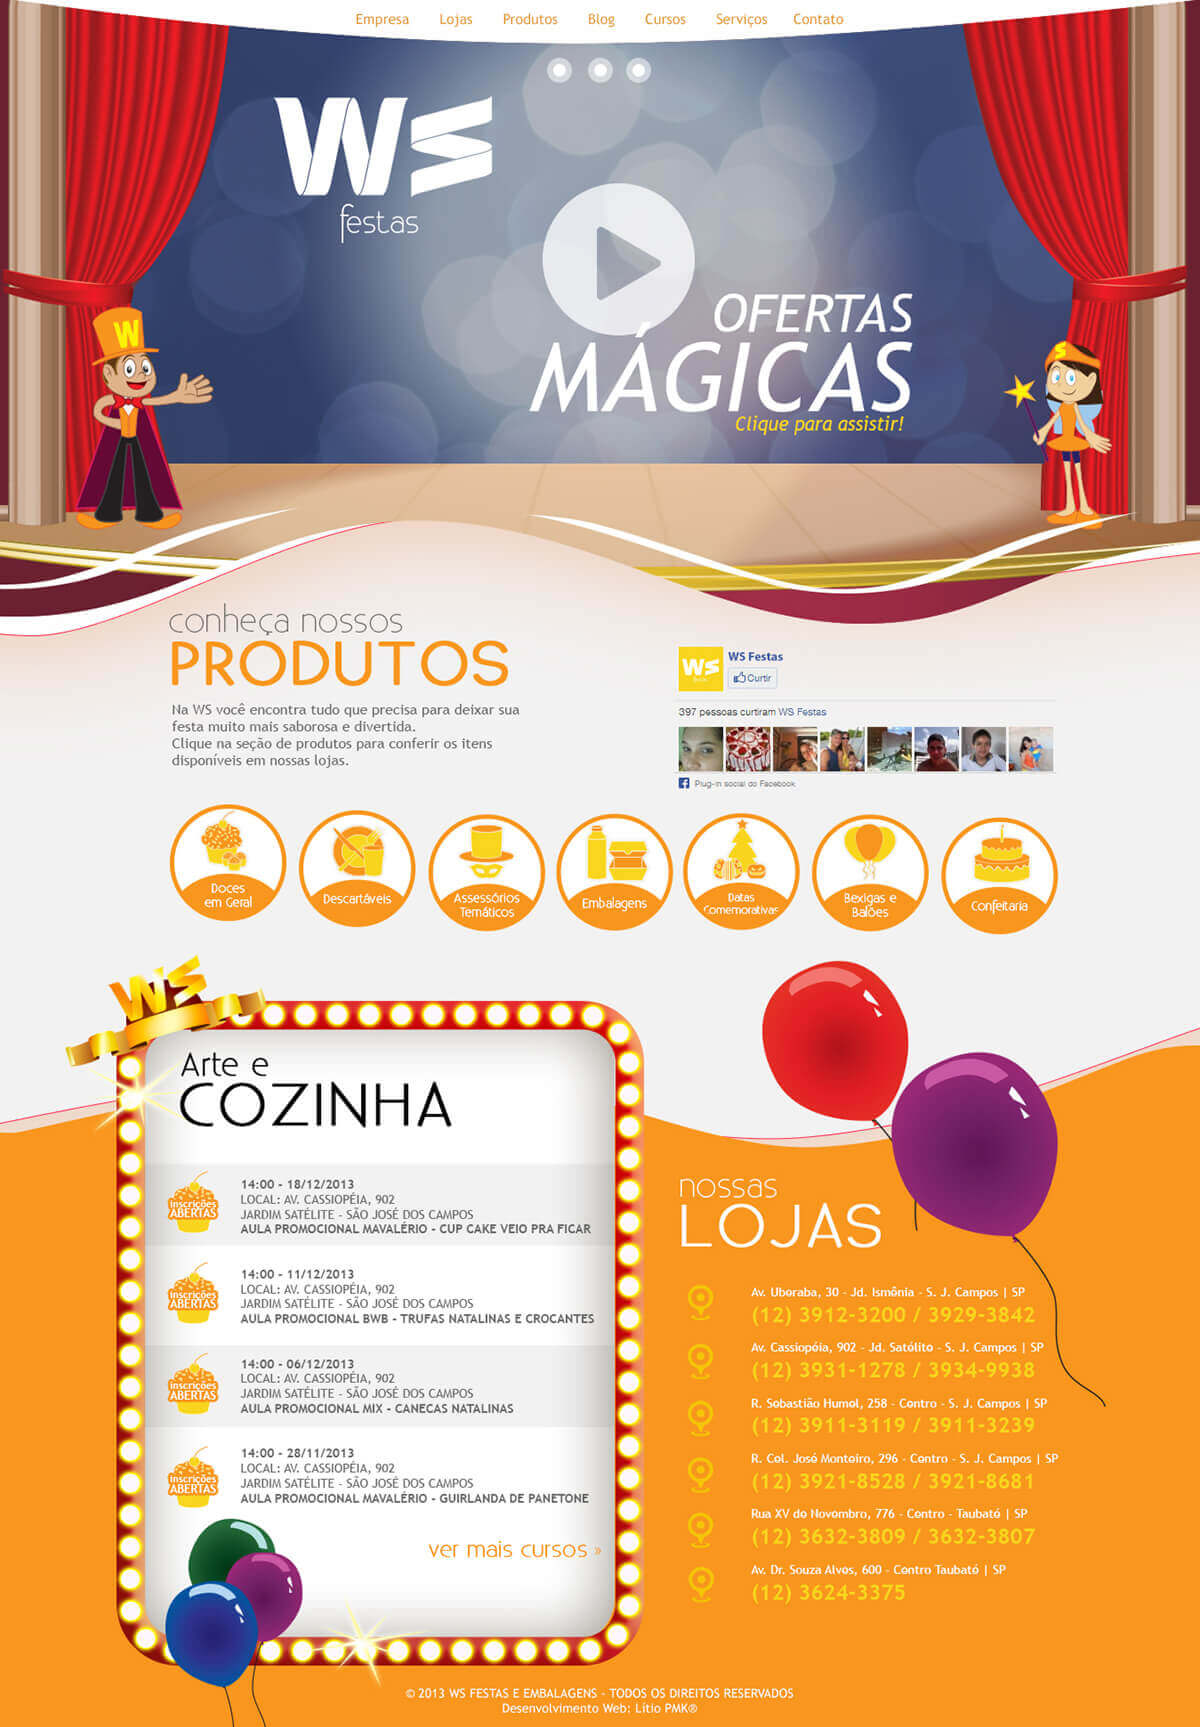 Empresa Lojas Produtos Blog Cursos Serviços Contato
WS
festas
OFERTAS
MÁGICAS
Clique para assistir!
W
S
conheça nossos
PRODUTOS
Na WS você encontra tudo que precisa para deixar sua
festa muito mais saborosa e divertida.
Clique na seção de produtos para conferir os itens
disponíveis em nossas lojas.
WS
WS Festas
Curtir
397 pessoas curtiram WS Festas
Plug-in social do Facebook
Doces
em Geral
Descartáveis
Assessórios
Temáticos
Embalagens
Datas
Comemorativas
Bexigas e
Balões
Confeitaria
WS
Arte e
COZINHA
inscrições
ABERTAS
14:00 - 18/12/2013
LOCAL: AV. CASSIOPÉIA, 902
JARDIM SATÉLITE - SÃO JOSÉ DOS CAMPOS
AULA PROMOCIONAL MAVALÉRIO - CUP CAKE VEIO PRA FICAR
inscrições
ABERTAS
14:00 - 11/12/2013
LOCAL: AV. CASSIOPÉIA, 902
JARDIM SATÉLITE - SÃO JOSÉ DOS CAMPOS
AULA PROMOCIONAL BWB - TRUFAS NATALINAS E CROCANTES
inscrições
ABERTAS
14:00 - 06/12/2013
LOCAL: AV. CASSIOPÉIA, 902
JARDIM SATÉLITE - SÃO JOSÉ DOS CAMPOS
AULA PROMOCIONAL MIX - CANECAS NATALINAS
inscrições
ABERTAS
14:00 - 28/11/2013
LOCAL: AV. CASSIOPÉIA, 902
JARDIM SATÉLITE - SÃO JOSÉ DOS CAMPOS
AULA PROMOCIONAL MAVALÉRIO - GUIRLANDA DE PANETONE
ver mais cursos »
nossas
LOJAS
Av. Uberaba, 30 - Jd. Ismênia - S. J. Campos | SP
(12) 3912-3200 / 3929-3842
Av. Cassiopéia, 902 - Jd. Satélite - S. J. Campos | SP
(12) 3931-1278 / 3934-9938
R. Sebastião Humel, 258 - Centro - S. J. Campos | SP
(12) 3911-3119 / 3911-3239
R. Cel. José Monteiro, 296 - Centro - S. J. Campos | SP
(12) 3921-8528 / 3921-8681
Rua XV de Novembro, 776 - Centro - Taubaté | SP
(12) 3632-3809 / 3632-3807
Av. Dr. Souza Alves, 600 - Centro Taubaté | SP
(12) 3624-3375
© 2013 WS FESTAS E EMBALAGENS - TODOS OS DIREITOS RESERVADOS
Desenvolvimento Web: Lítio PMK®